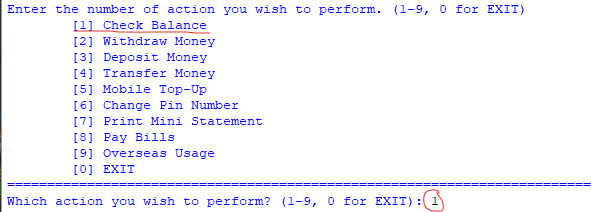 Enter the number of action you wish to perform. (1-9, 0 for EXIT)
[1] Check Balance
[2] Withdraw Money
[3] Deposit Money
[4] Transfer Money
[5] Mobile Top-Up
[6] Change Pin Number
[7] Print Mini Statement
[8] Pay Bills
[9] Overseas Usage
[0] EXIT
=========================================================================
Which action you wish to perform? (1-9, 0 for EXIT): 1